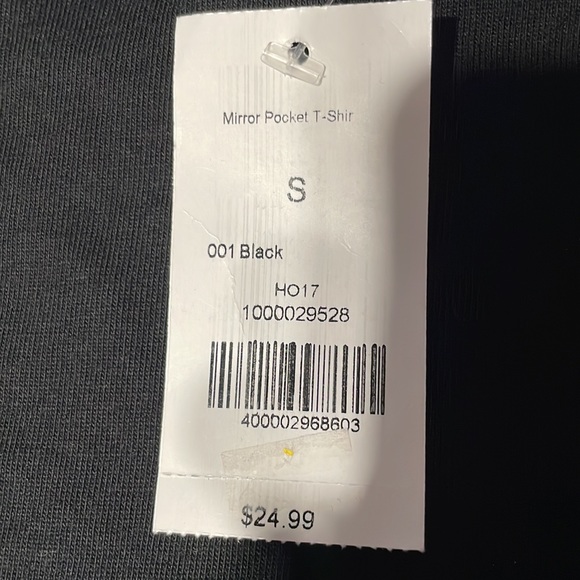 Mirror Pocket T-Shir
S
001 Black
HO17
1000029528
400002968603
$24.99